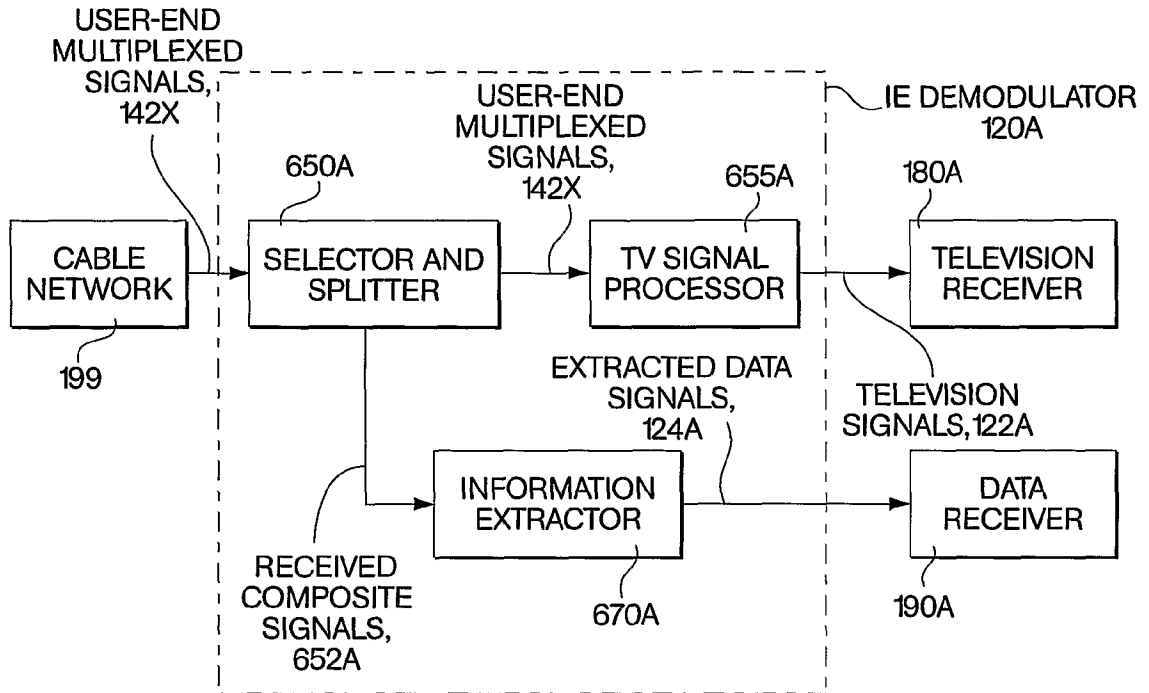 USER-END
MULTIPLEXED
SIGNALS,
142X
USER-END
MULTIPLEXED
SIGNALS,
142X
IE DEMODULATOR
120A
650A
655A
180A
CABLE
NETWORK
SELECTOR AND
SPLITTER
TV SIGNAL
PROCESSOR
TELEVISION
RECEIVER
199
EXTRACTED DATA
SIGNALS,
124A
TELEVISION
SIGNALS, 122A
INFORMATION
EXTRACTOR
DATA
RECEIVER
RECEIVED
COMPOSITE
SIGNALS,
652A
670A
190A